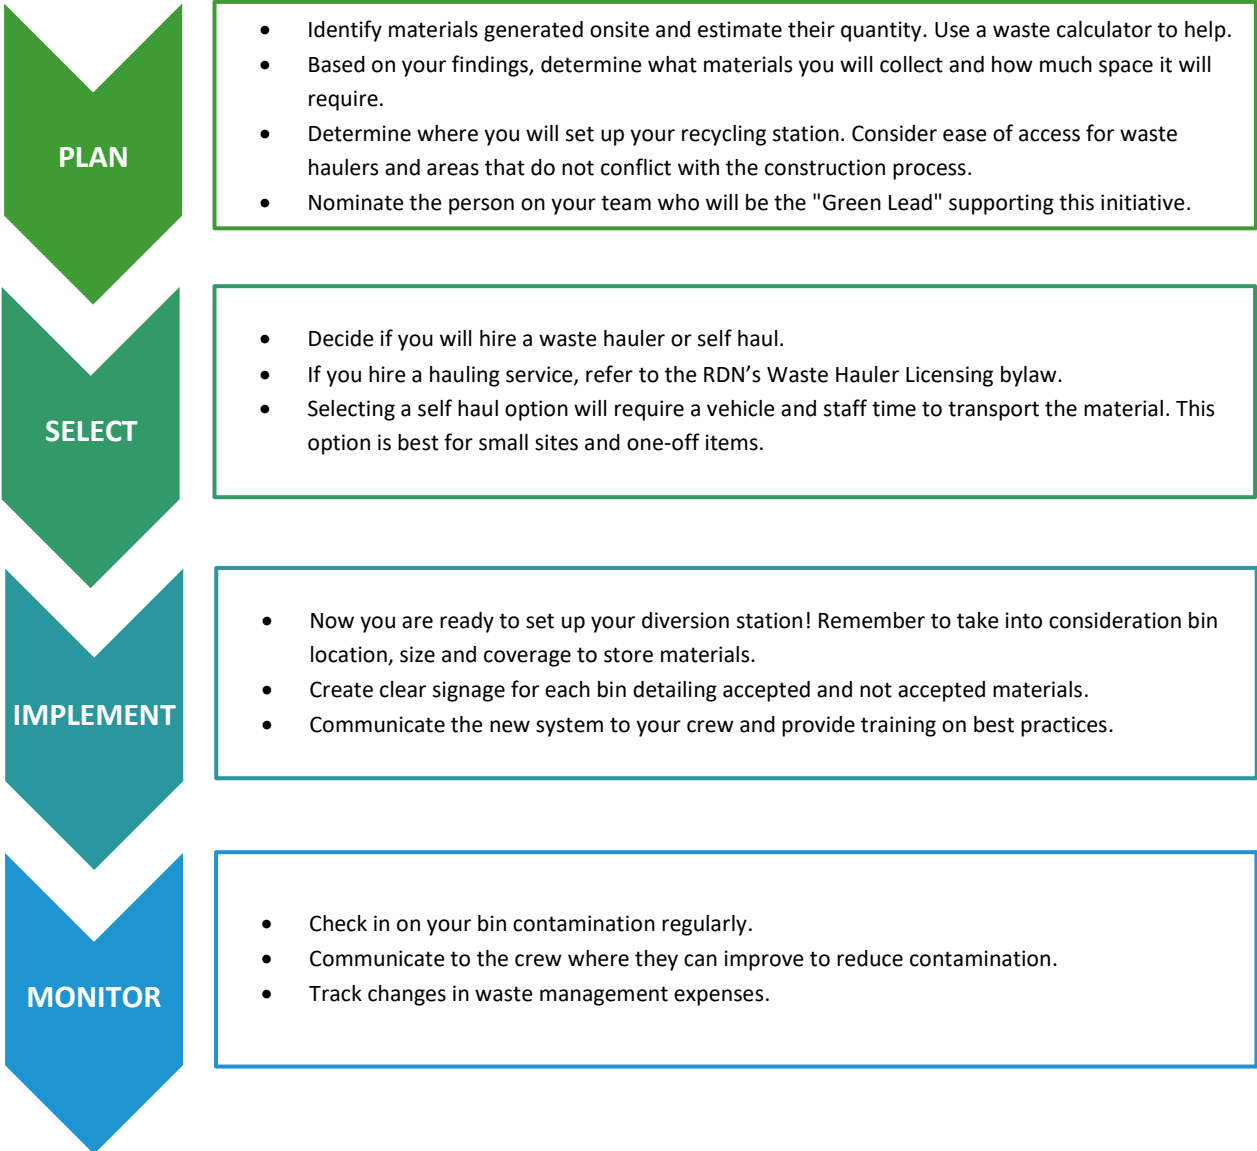 PLAN
• Identify materials generated onsite and estimate their quantity. Use a waste calculator to help.
• Based on your findings, determine what materials you will collect and how much space it will
require.
• Determine where you will set up your recycling station. Consider ease of access for waste
haulers and areas that do not conflict with the construction process.
• Nominate the person on your team who will be the "Green Lead" supporting this initiative.
SELECT
• Decide if you will hire a waste hauler or self haul.
• If you hire a hauling service, refer to the RDN’s Waste Hauler Licensing bylaw.
• Selecting a self haul option will require a vehicle and staff time to transport the material. This
option is best for small sites and one-off items.
IMPLEMENT
• Now you are ready to set up your diversion station! Remember to take into consideration bin
location, size and coverage to store materials.
• Create clear signage for each bin detailing accepted and not accepted materials.
• Communicate the new system to your crew and provide training on best practices.
MONITOR
• Check in on your bin contamination regularly.
• Communicate to the crew where they can improve to reduce contamination.
• Track changes in waste management expenses.